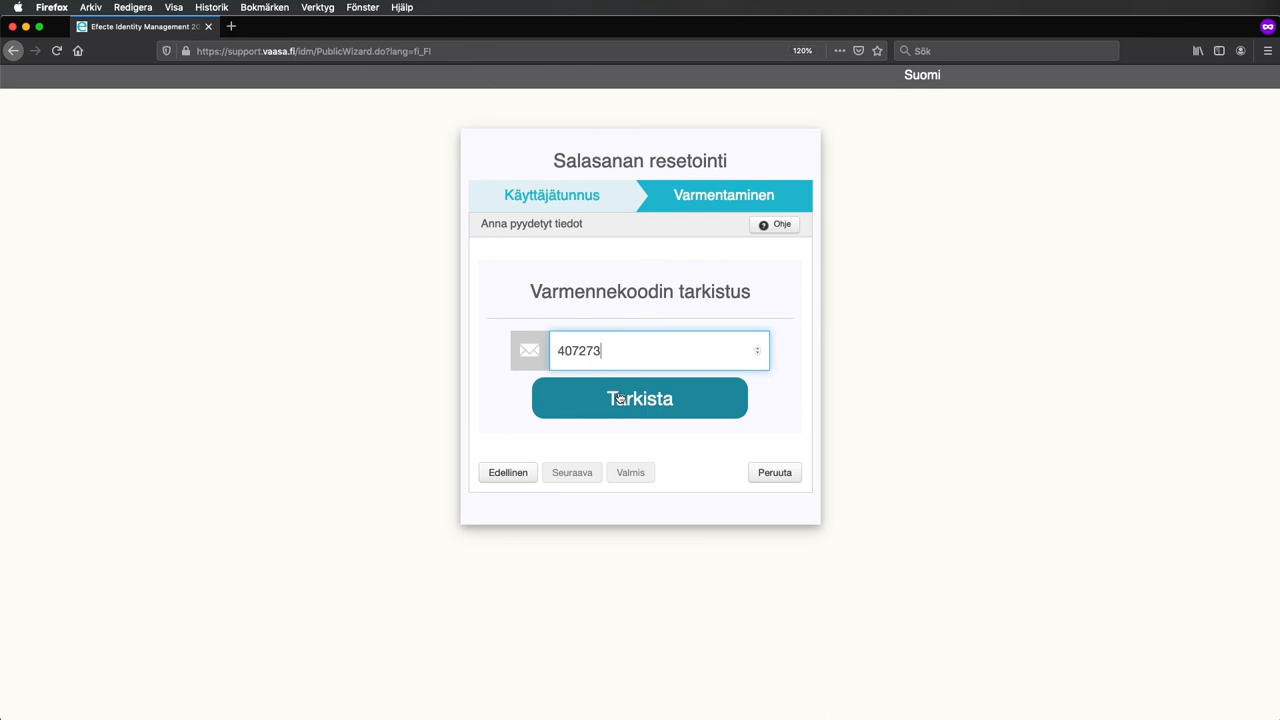 Firefox Arkiv Redigera Visa Historik Bokmärken Verktyg Fönster Hjälp
Efecte Identity Management 20
https://support.vaasa.fi/idm/PublicWizard.do?lang=fi_FI
120%
Sök
Suomi
Salasanan resetointi
Käyttäjätunnus
Varmentaminen
Anna pyydetyt tiedot
Ohje
Varmennekoodin tarkistus
407273
Tarkista
Edellinen
Seuraava
Valmis
Peruuta